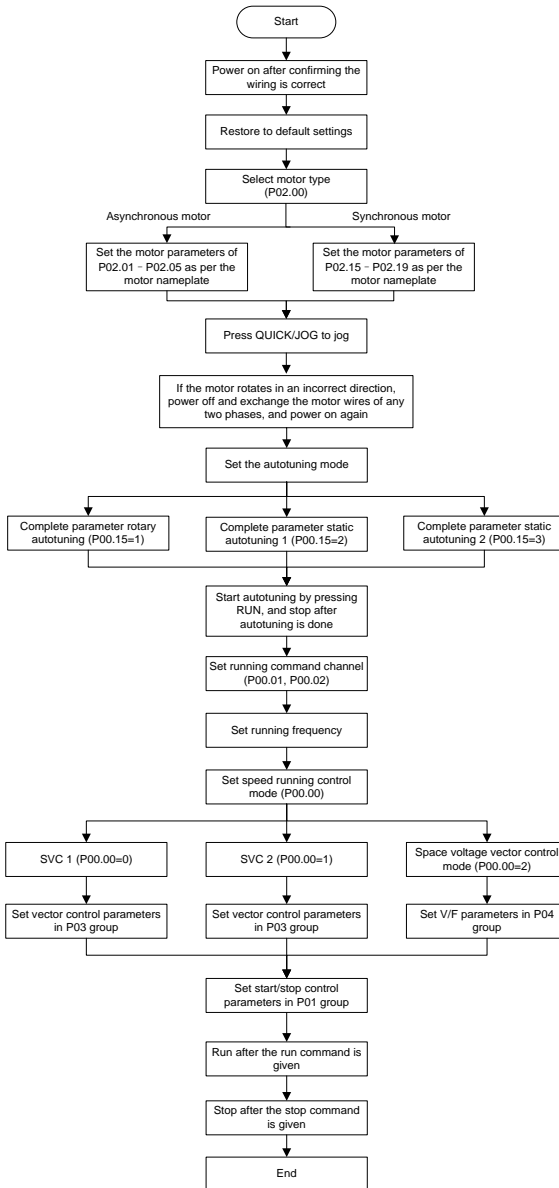 Start
Power on after confirming the
wiring is correct
Restore to default settings
Select motor type
(P02.00)
Asynchronous motor
Synchronous motor
Set the motor parameters of
P02.01－P02.05 as per the
motor nameplate
Set the motor parameters of
P02.15－P02.19 as per the
motor nameplate
Press QUICK/JOG to jog
If the motor rotates in an incorrect direction,
power off and exchange the motor wires of any
two phases, and power on again
Set the autotuning mode
Complete parameter rotary
autotuning (P00.15=1)
Complete parameter static
autotuning 1 (P00.15=2)
Complete parameter static
autotuning 2 (P00.15=3)
Start autotuning by pressing
RUN, and stop after
autotuning is done
Set running command channel
(P00.01, P00.02)
Set running frequency
Set speed running control
mode (P00.00)
SVC 1 (P00.00=0)
SVC 2 (P00.00=1)
Space voltage vector control
mode (P00.00=2)
Set vector control parameters
in P03 group
Set vector control parameters
in P03 group
Set V/F parameters in P04
group
Set start/stop control
parameters in P01 group
Run after the run command is
given
Stop after the stop command
is given
End